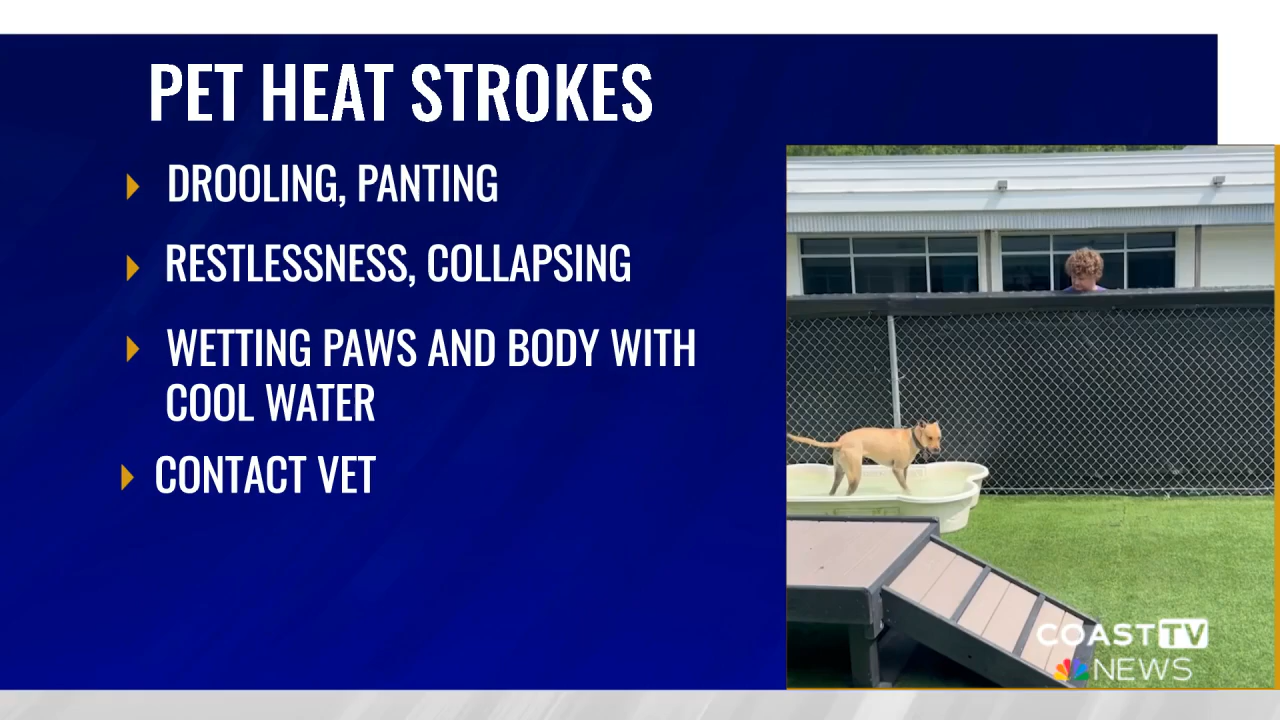 PET HEAT STROKES
DROOLING, PANTING
RESTLESSNESS, COLLAPSING
WETTING PAWS AND BODY WITH
COOL WATER
CONTACT VET
COAST TV
NEWS